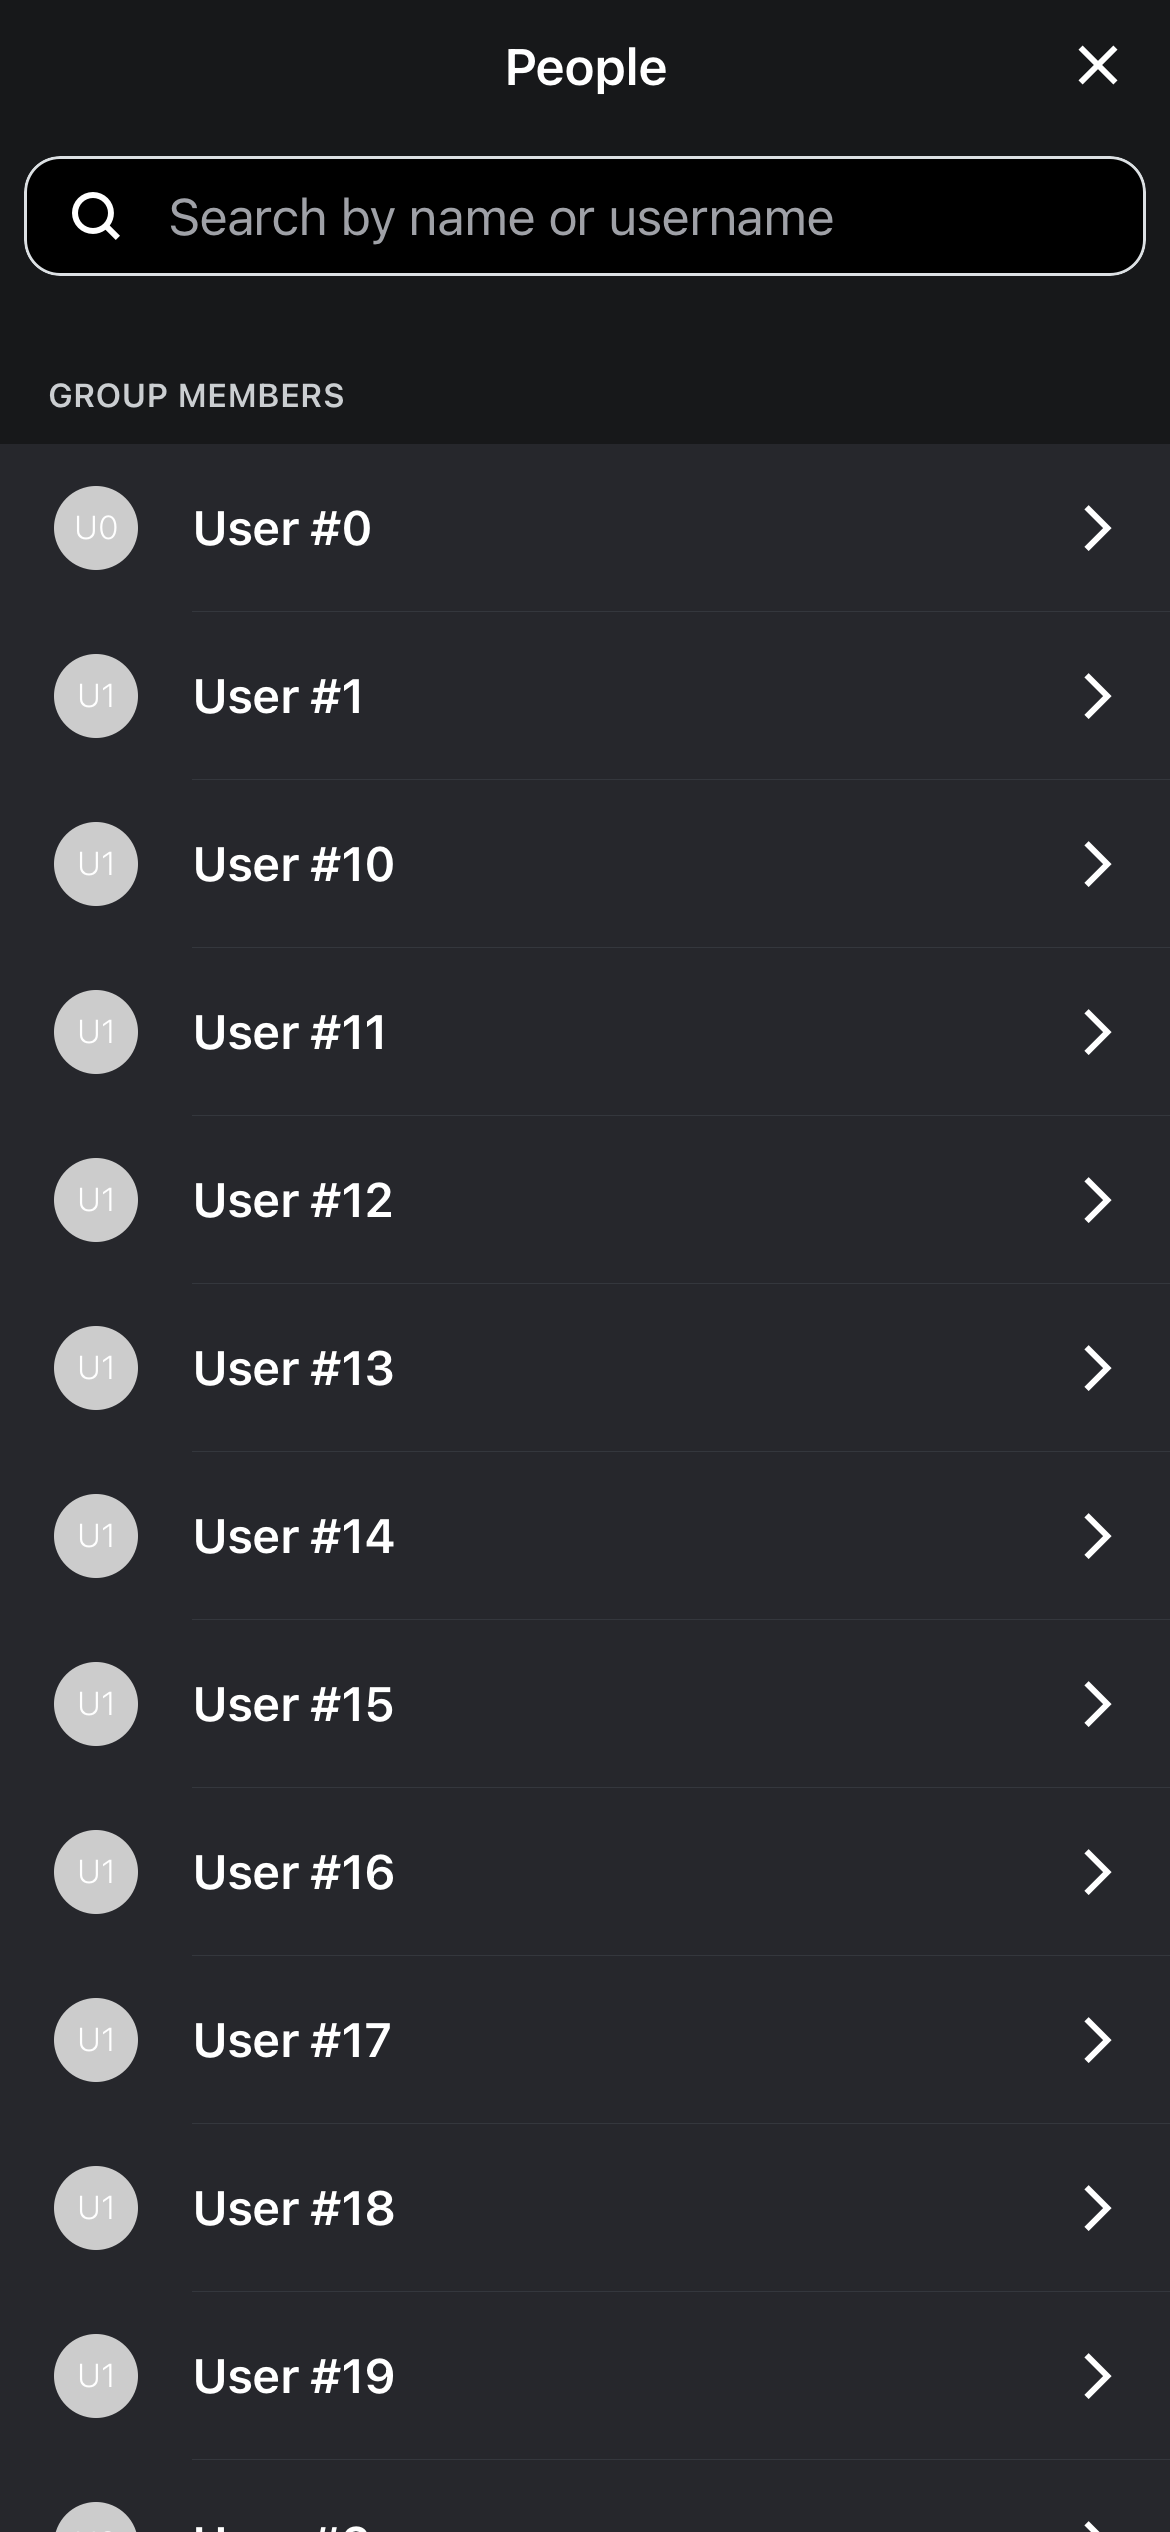 People
Search by name or username
GROUP MEMBERS
U0 User #0
U1 User #1
U1 User #10
U1 User #11
U1 User #12
U1 User #13
U1 User #14
U1 User #15
U1 User #16
U1 User #17
U1 User #18
U1 User #19